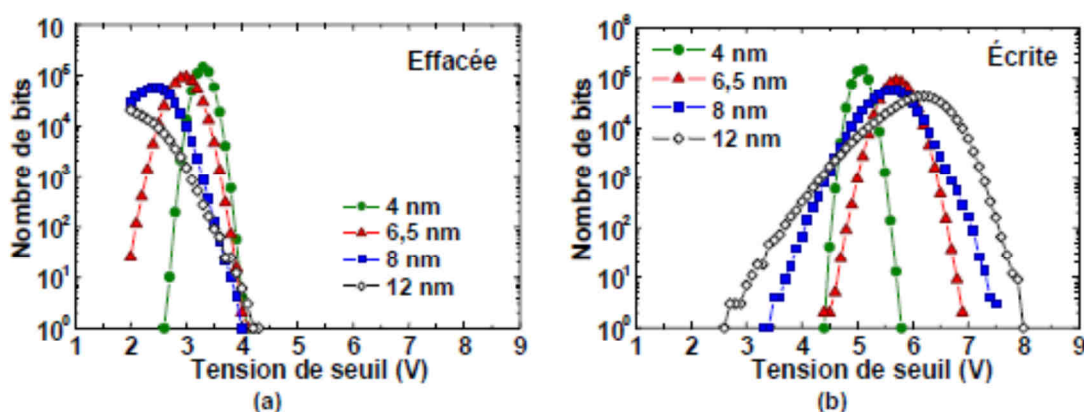 Effacée
Nombre de bits
10
10⁵
10⁴
10³
10²
10¹
10⁰
4 nm
6,5 nm
8 nm
12 nm
1 2 3 4 5 6 7 8 9
Tension de seuil (V)
(a)
Écrite
Nombre de bits
10⁶
10⁵
10⁴
10³
10²
10¹
10⁰
4 nm
6,5 nm
8 nm
12 nm
1 2 3 4 5 6 7 8 9
Tension de seuil (V)
(b)